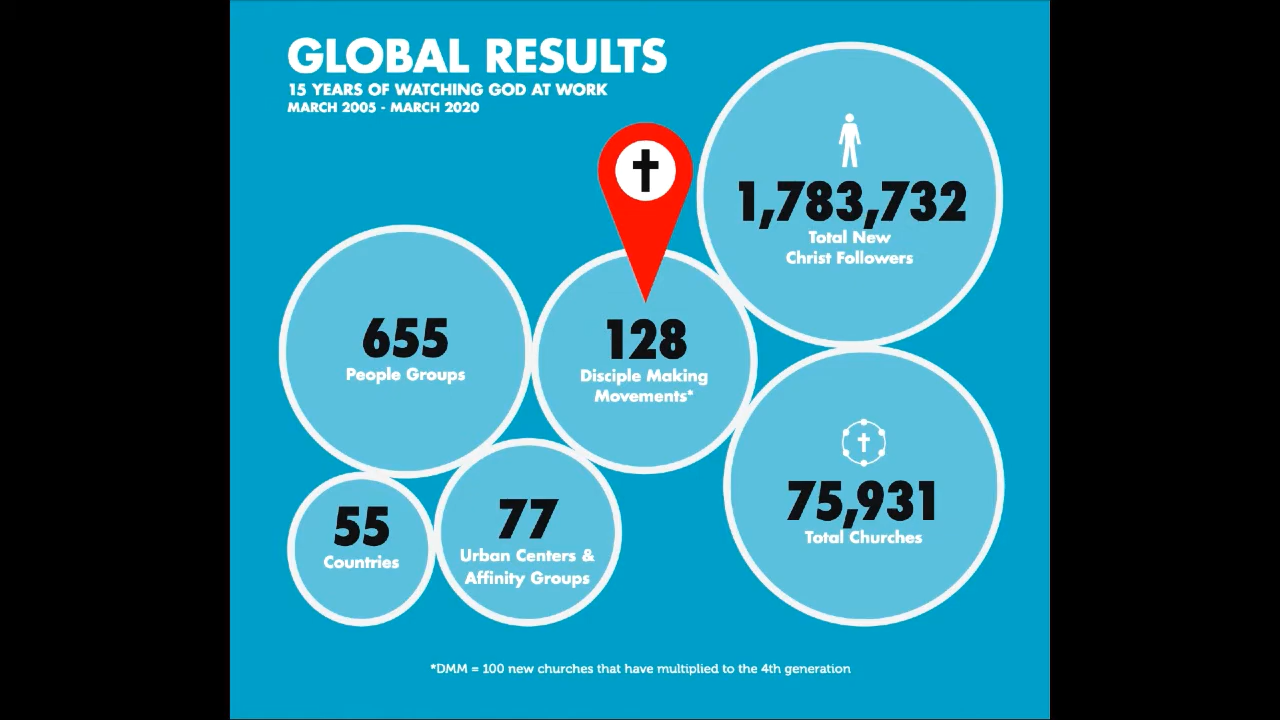 GLOBAL RESULTS
15 YEARS OF WATCHING GOD AT WORK
MARCH 2005 - MARCH 2020
1,783,732
Total New
Christ Followers
655
People Groups
128
Disciple Making
Movements*
75,931
Total Churches
55
Countries
77
Urban Centers &
Affinity Groups
*DMM = 100 new churches that have multiplied to the 4th generation